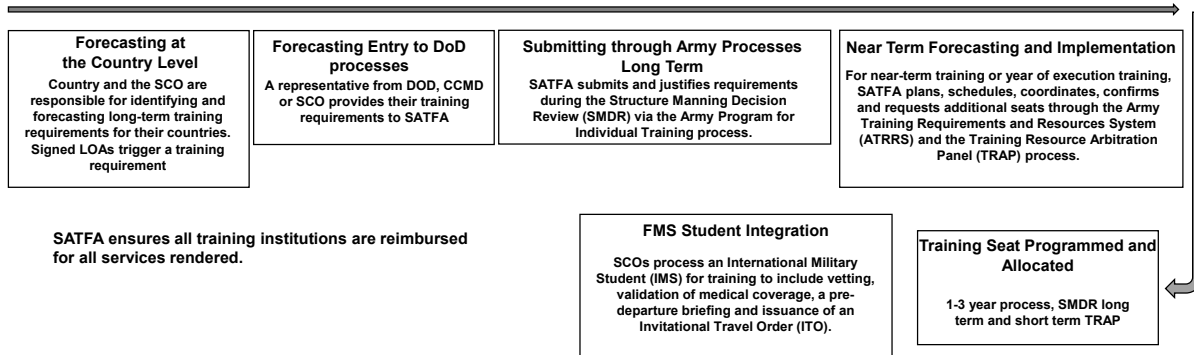 Forecasting at
the Country Level
Country and the SCO are
responsible for identifying and
forecasting long-term training
requirements for their countries.
Signed LOAs trigger a training
requirement
Forecasting Entry to DoD
processes
A representative from DOD, CCMD
or SCO provides their training
requirements to SATFA
Submitting through Army Processes
Long Term
SATFA submits and justifies requirements
during the Structure Manning Decision
Review (SMDR) via the Army Program for
Individual Training process.
Near Term Forecasting and Implementation
For near-term training or year of execution training,
SATFA plans, schedules, coordinates, confirms
and requests additional seats through the Army
Training Requirements and Resources System
(ATRRS) and the Training Resource Arbitration
Panel (TRAP) process.
SATFA ensures all training institutions are reimbursed
for all services rendered.
FMS Student Integration
SCOs process an International Military
Student (IMS) for training to include vetting,
validation of medical coverage, a pre-
departure briefing and issuance of an
Invitational Travel Order (ITO).
Training Seat Programmed and
Allocated
1-3 year process, SMDR long
term and short term TRAP